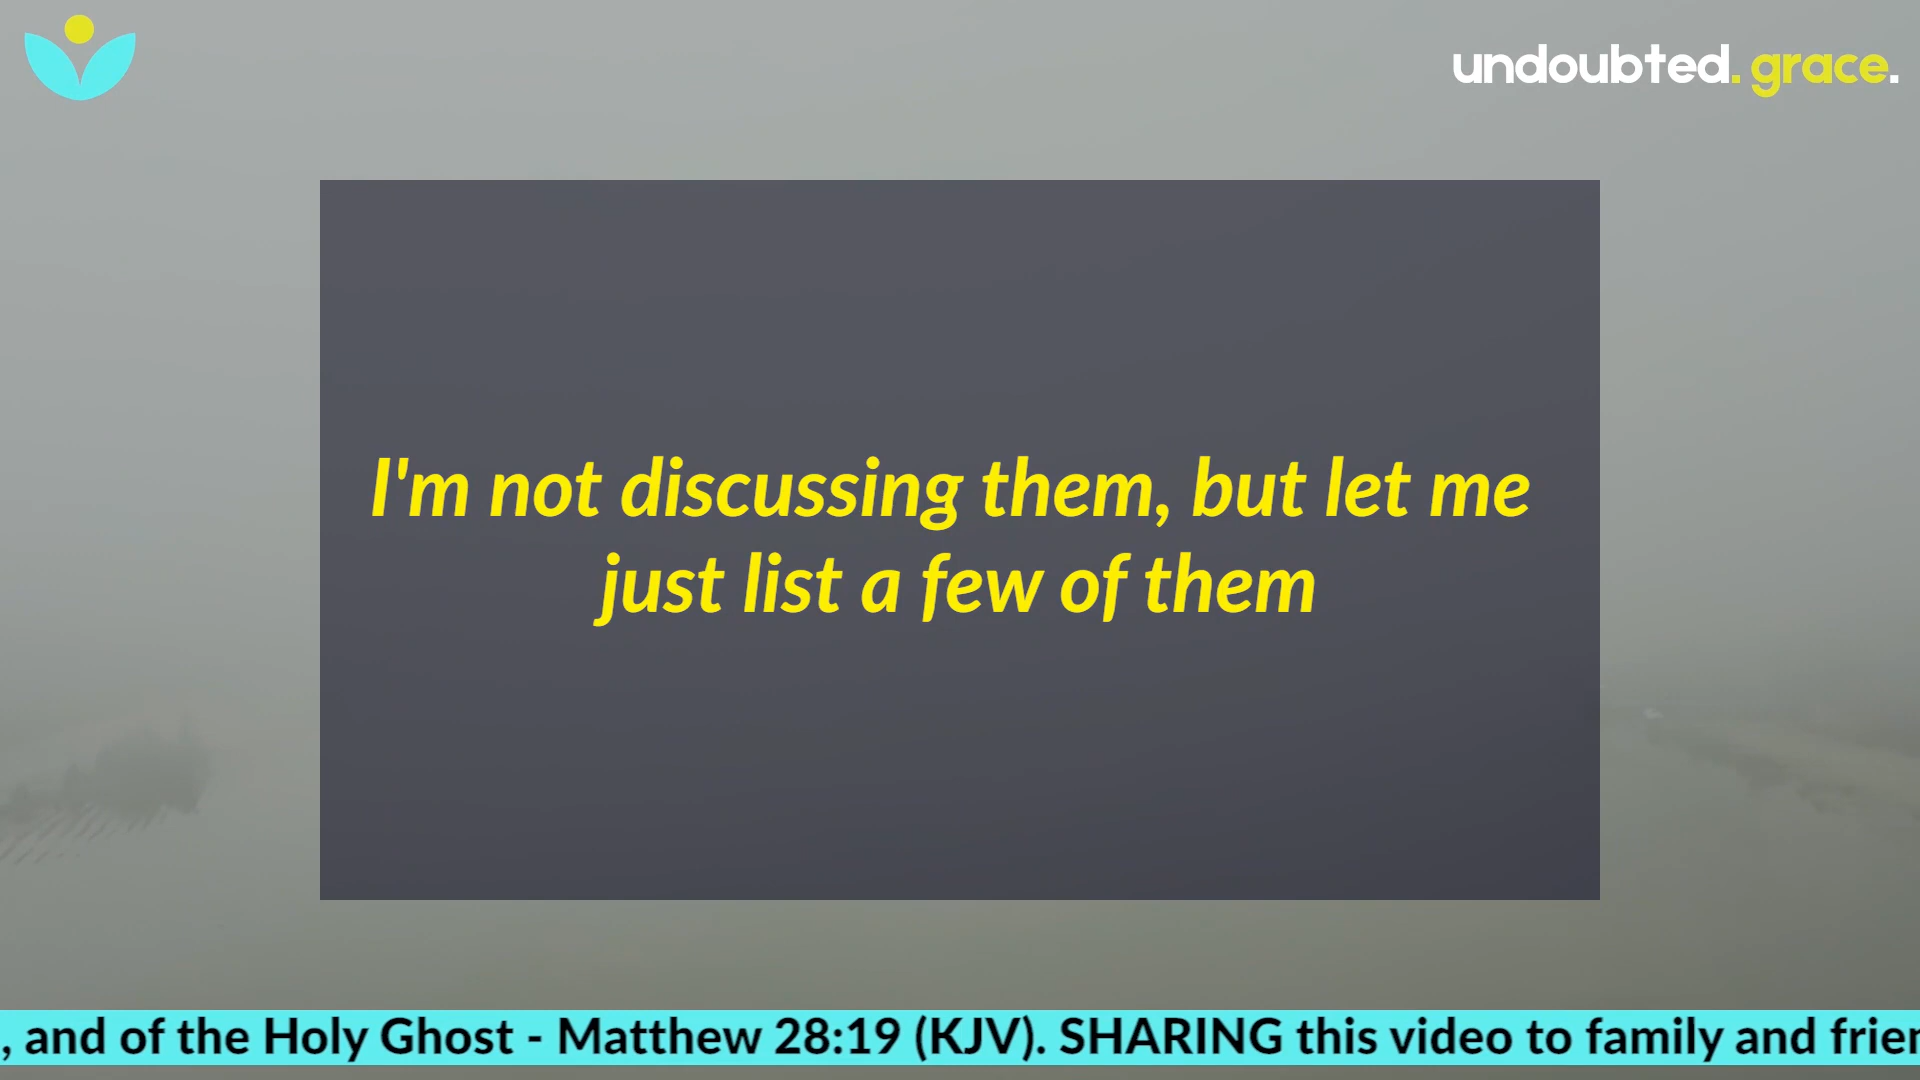 undoubted. grace.
I'm not discussing them, but let me
just list a few of them
, and of the Holy Ghost - Matthew 28:19 (KJV). SHARING this video to family and frien